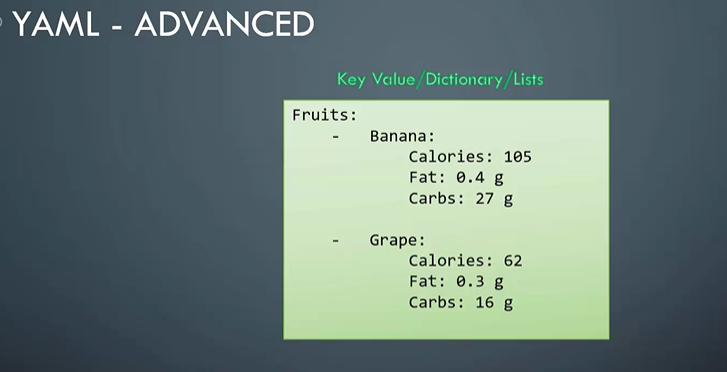 YAML - ADVANCED
Key Value/Dictionary/Lists
Fruits:
- Banana:
Calories: 105
Fat: 0.4 g
Carbs: 27 g
- Grape:
Calories: 62
Fat: 0.3 g
Carbs: 16 g